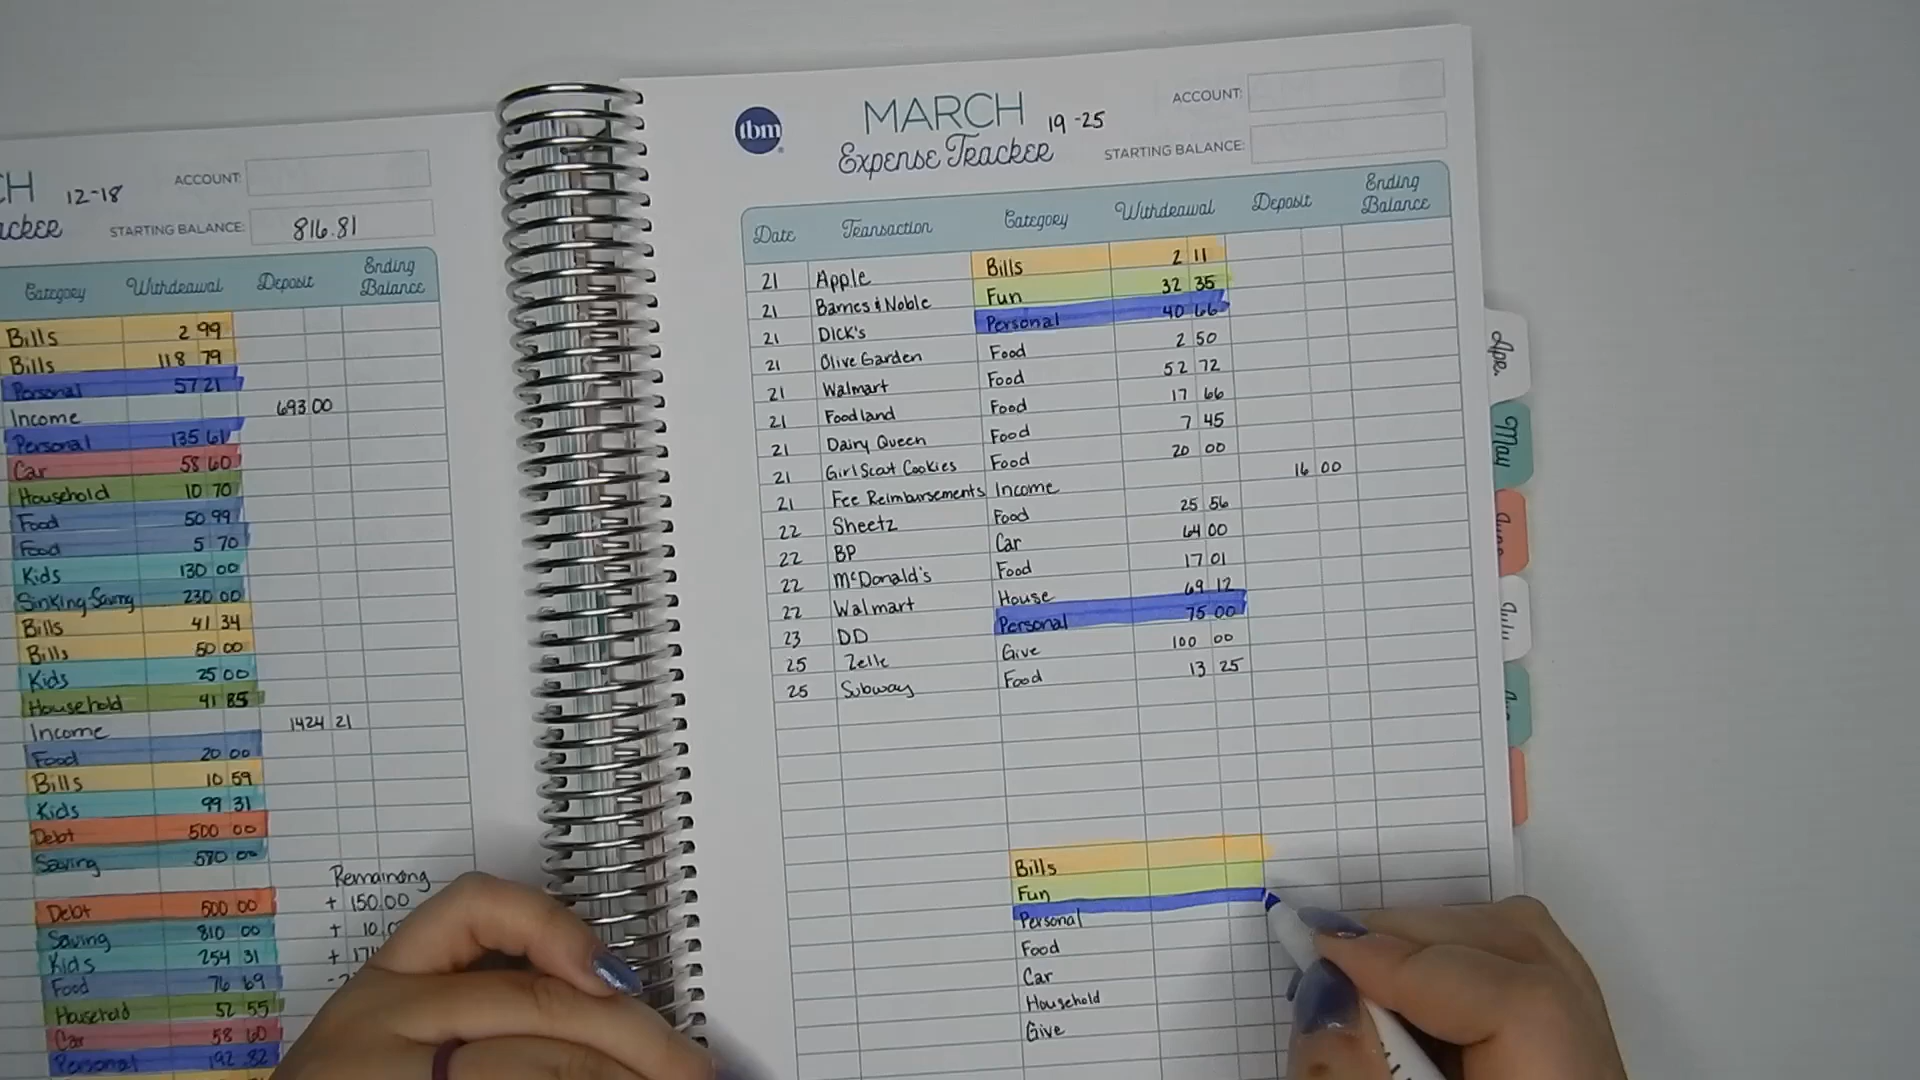 CH 12-18
ACCOUNT:
STARTING BALANCE: 816.81
Category Withdrawal Deposit Ending Balance
Bills 2 99
Bills 118 79
Personal 57 21
Income 693 00
Personal 135 61
Car 58 60
Household 10 70
Food 50 99
Food 5 70
Kids 130 00
Sinking Saving 230 00
Bills 41 34
Bills 50 00
Kids 25 00
Household 41 85
Income 1424 21
Food 20 00
Bills 10 59
Kids 99 31
Debt 500 00
Saving 580 00
Remaining
Debt 500 00 + 150.00
Saving 810 00 + 10.0
Kids 254 31
Food 76 69
Household 52 55
Car 58 60
Personal 192 82
tbm
MARCH 19-25
Expense Tracker
ACCOUNT:
STARTING BALANCE:
Date Transaction Category Withdrawal Deposit Ending Balance
21 Apple Bills 2 11
21 Barnes & Noble Fun 32 35
21 Dick's Personal 40 66
21 Olive Garden Food 2 50
21 Walmart Food 52 72
21 Foodland Food 17 66
21 Dairy Queen Food 7 45
21 Girl Scout Cookies Food 20 00
21 Fee Reimbursements Income 16 00
22 Sheetz Food 25 56
22 BP Car 64 00
22 McDonald's Food 17 01
22 Walmart House 69 12
23 DD Personal 75 00
25 Zelle Give 100 00
25 Subway Food 13 25
Bills
Fun
Personal
Food
Car
Household
Give
Apr.
May
June
July